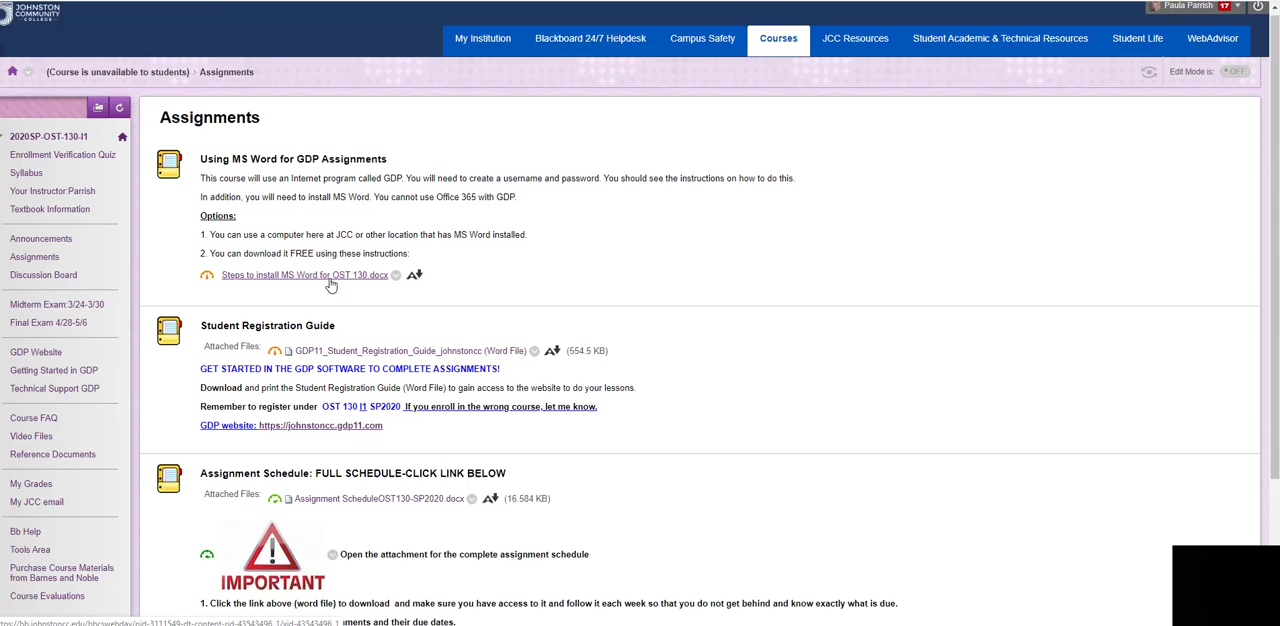 JOHNSTON
COMMUNITY
COLLEGE
Paula Parrish 17
My Institution Blackboard 24/7 Helpdesk Campus Safety Courses JCC Resources Student Academic & Technical Resources Student Life WebAdvisor
(Course is unavailable to students) > Assignments Edit Mode is: OFF
2020SP-OST-130-I1
Enrollment Verification Quiz
Syllabus
Your Instructor:Parrish
Textbook Information
Announcements
Assignments
Discussion Board
Midterm Exam:3/24-3/30
Final Exam 4/28-5/6
GDP Website
Getting Started in GDP
Technical Support GDP
Course FAQ
Video Files
Reference Documents
My Grades
My JCC email
Bb Help
Tools Area
Purchase Course Materials
from Barnes and Noble
Course Evaluations
Assignments
Using MS Word for GDP Assignments
This course will use an Internet program called GDP. You will need to create a username and password. You should see the instructions on how to do this.
In addition, you will need to install MS Word. You cannot use Office 365 with GDP.
Options:
1. You can use a computer here at JCC or other location that has MS Word installed.
2. You can download it FREE using these instructions:
Steps to install MS Word for OST 130.docx
Student Registration Guide
Attached Files: GDP11_Student_Registration_Guide_johnstoncc (Word File) (554.5 KB)
GET STARTED IN THE GDP SOFTWARE TO COMPLETE ASSIGNMENTS!
Download and print the Student Registration Guide (Word File) to gain access to the website to do your lessons.
Remember to register under OST 130 I1 SP2020 If you enroll in the wrong course, let me know.
GDP website: https://johnstoncc.gdp11.com
Assignment Schedule: FULL SCHEDULE-CLICK LINK BELOW
Attached Files: Assignment ScheduleOST130-SP2020.docx (16.584 KB)
Open the attachment for the complete assignment schedule
IMPORTANT
1. Click the link above (word file) to download and make sure you have access to it and follow it each week so that you do not get behind and know exactly what is due.
ments and their due dates.